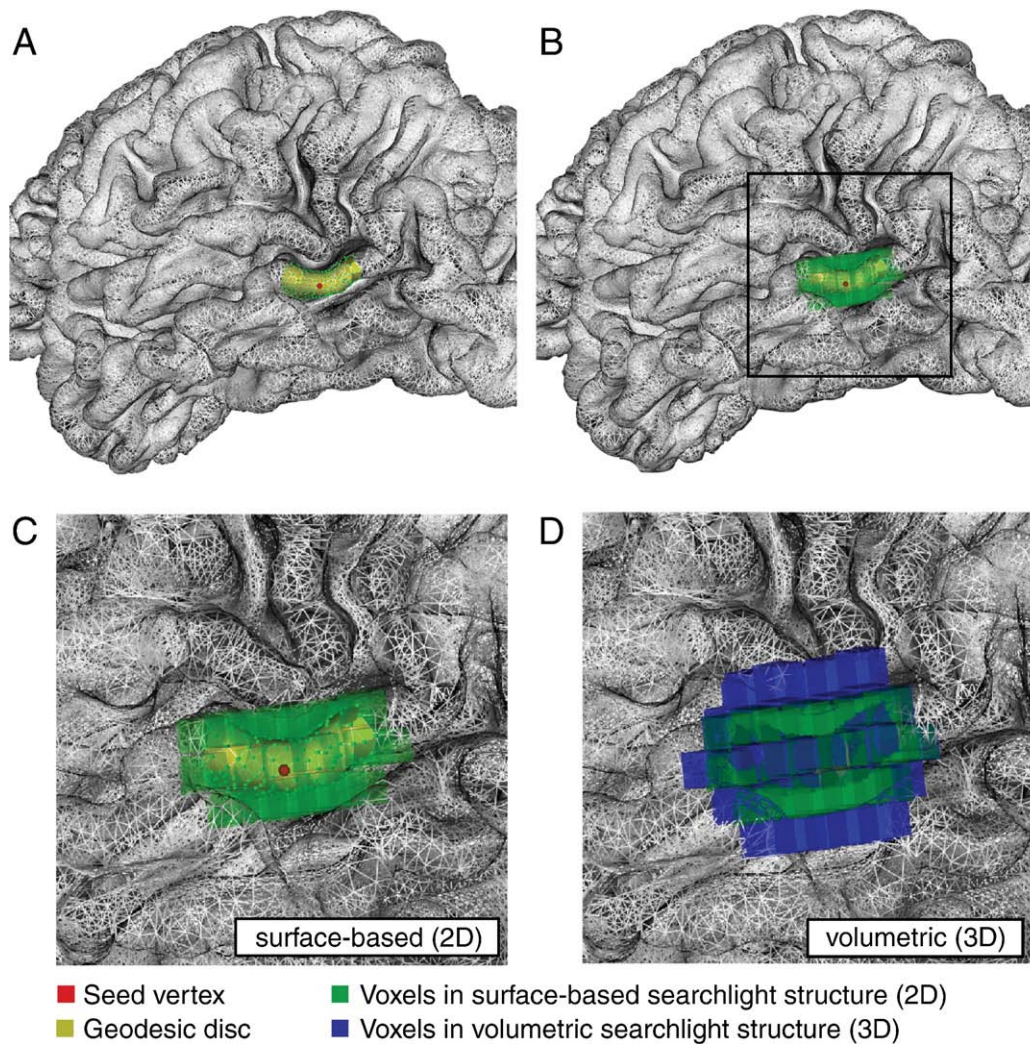 A
B
C
D
surface-based (2D)
volumetric (3D)
Seed vertex
Voxels in surface-based searchlight structure (2D)
Geodesic disc
Voxels in volumetric searchlight structure (3D)